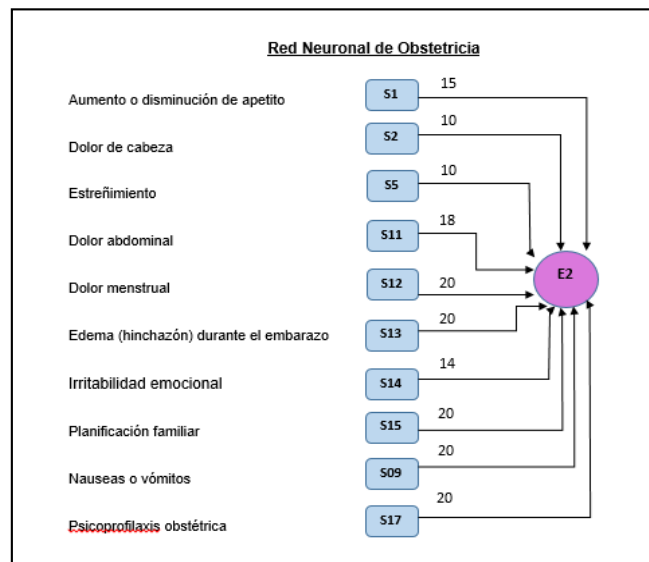 Red Neuronal de Obstetricia
Aumento o disminución de apetito S1 15
Dolor de cabeza S2 10
Estreñimiento S5 10
Dolor abdominal S11 18
E2
Dolor menstrual S12 20
Edema (hinchazón) durante el embarazo S13 20
Irritabilidad emocional S14 14
Planificación familiar S15 20
Nauseas o vómitos S09 20
Psicoprofilaxis obstétrica S17 20